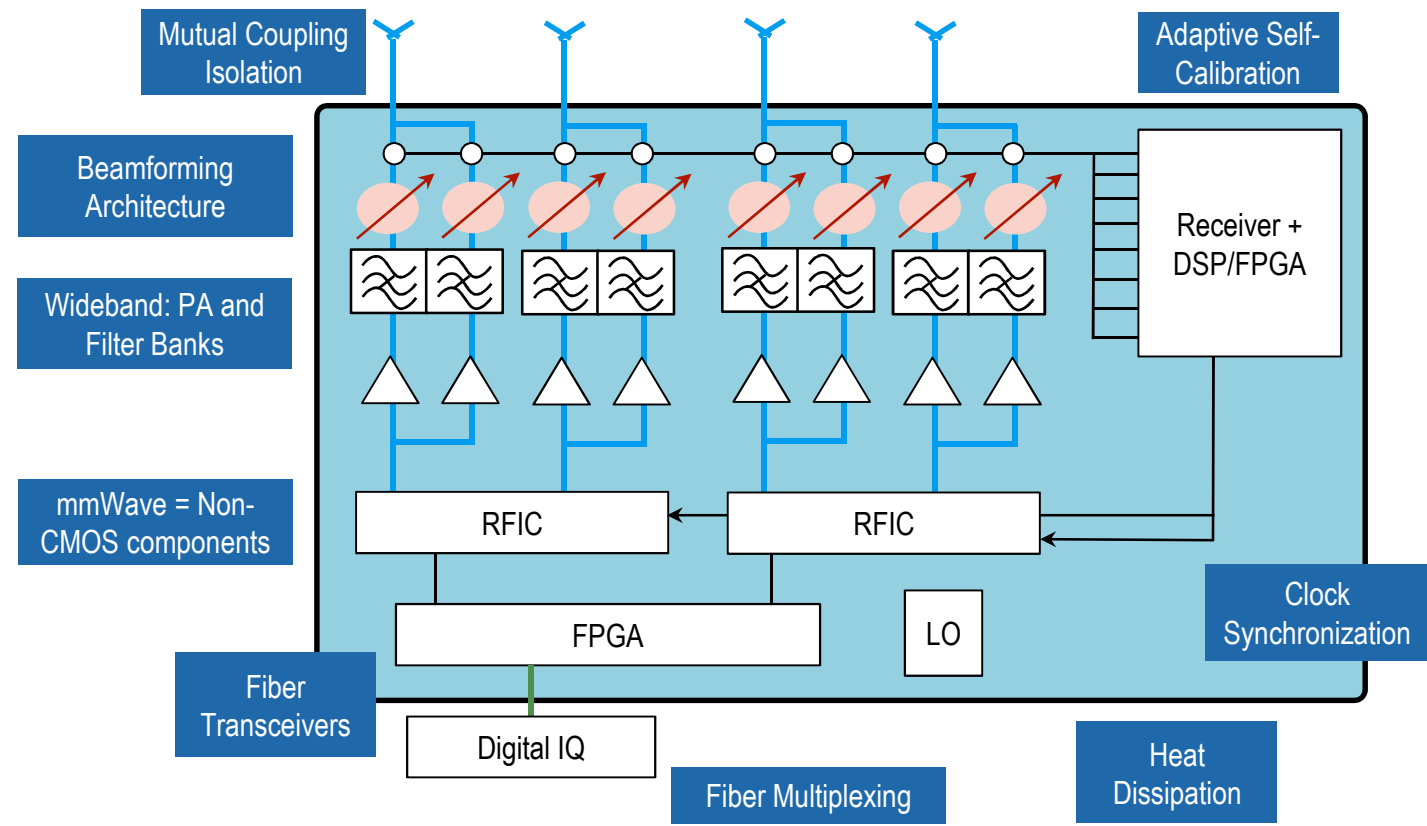 Mutual Coupling
Isolation
Adaptive Self-
Calibration
Beamforming
Architecture
Receiver +
DSP/FPGA
Wideband: PA and
Filter Banks
mmWave = Non-
CMOS components
RFIC
RFIC
FPGA
LO
Clock
Synchronization
Fiber
Transceivers
Digital IQ
Heat
Dissipation
Fiber Multiplexing